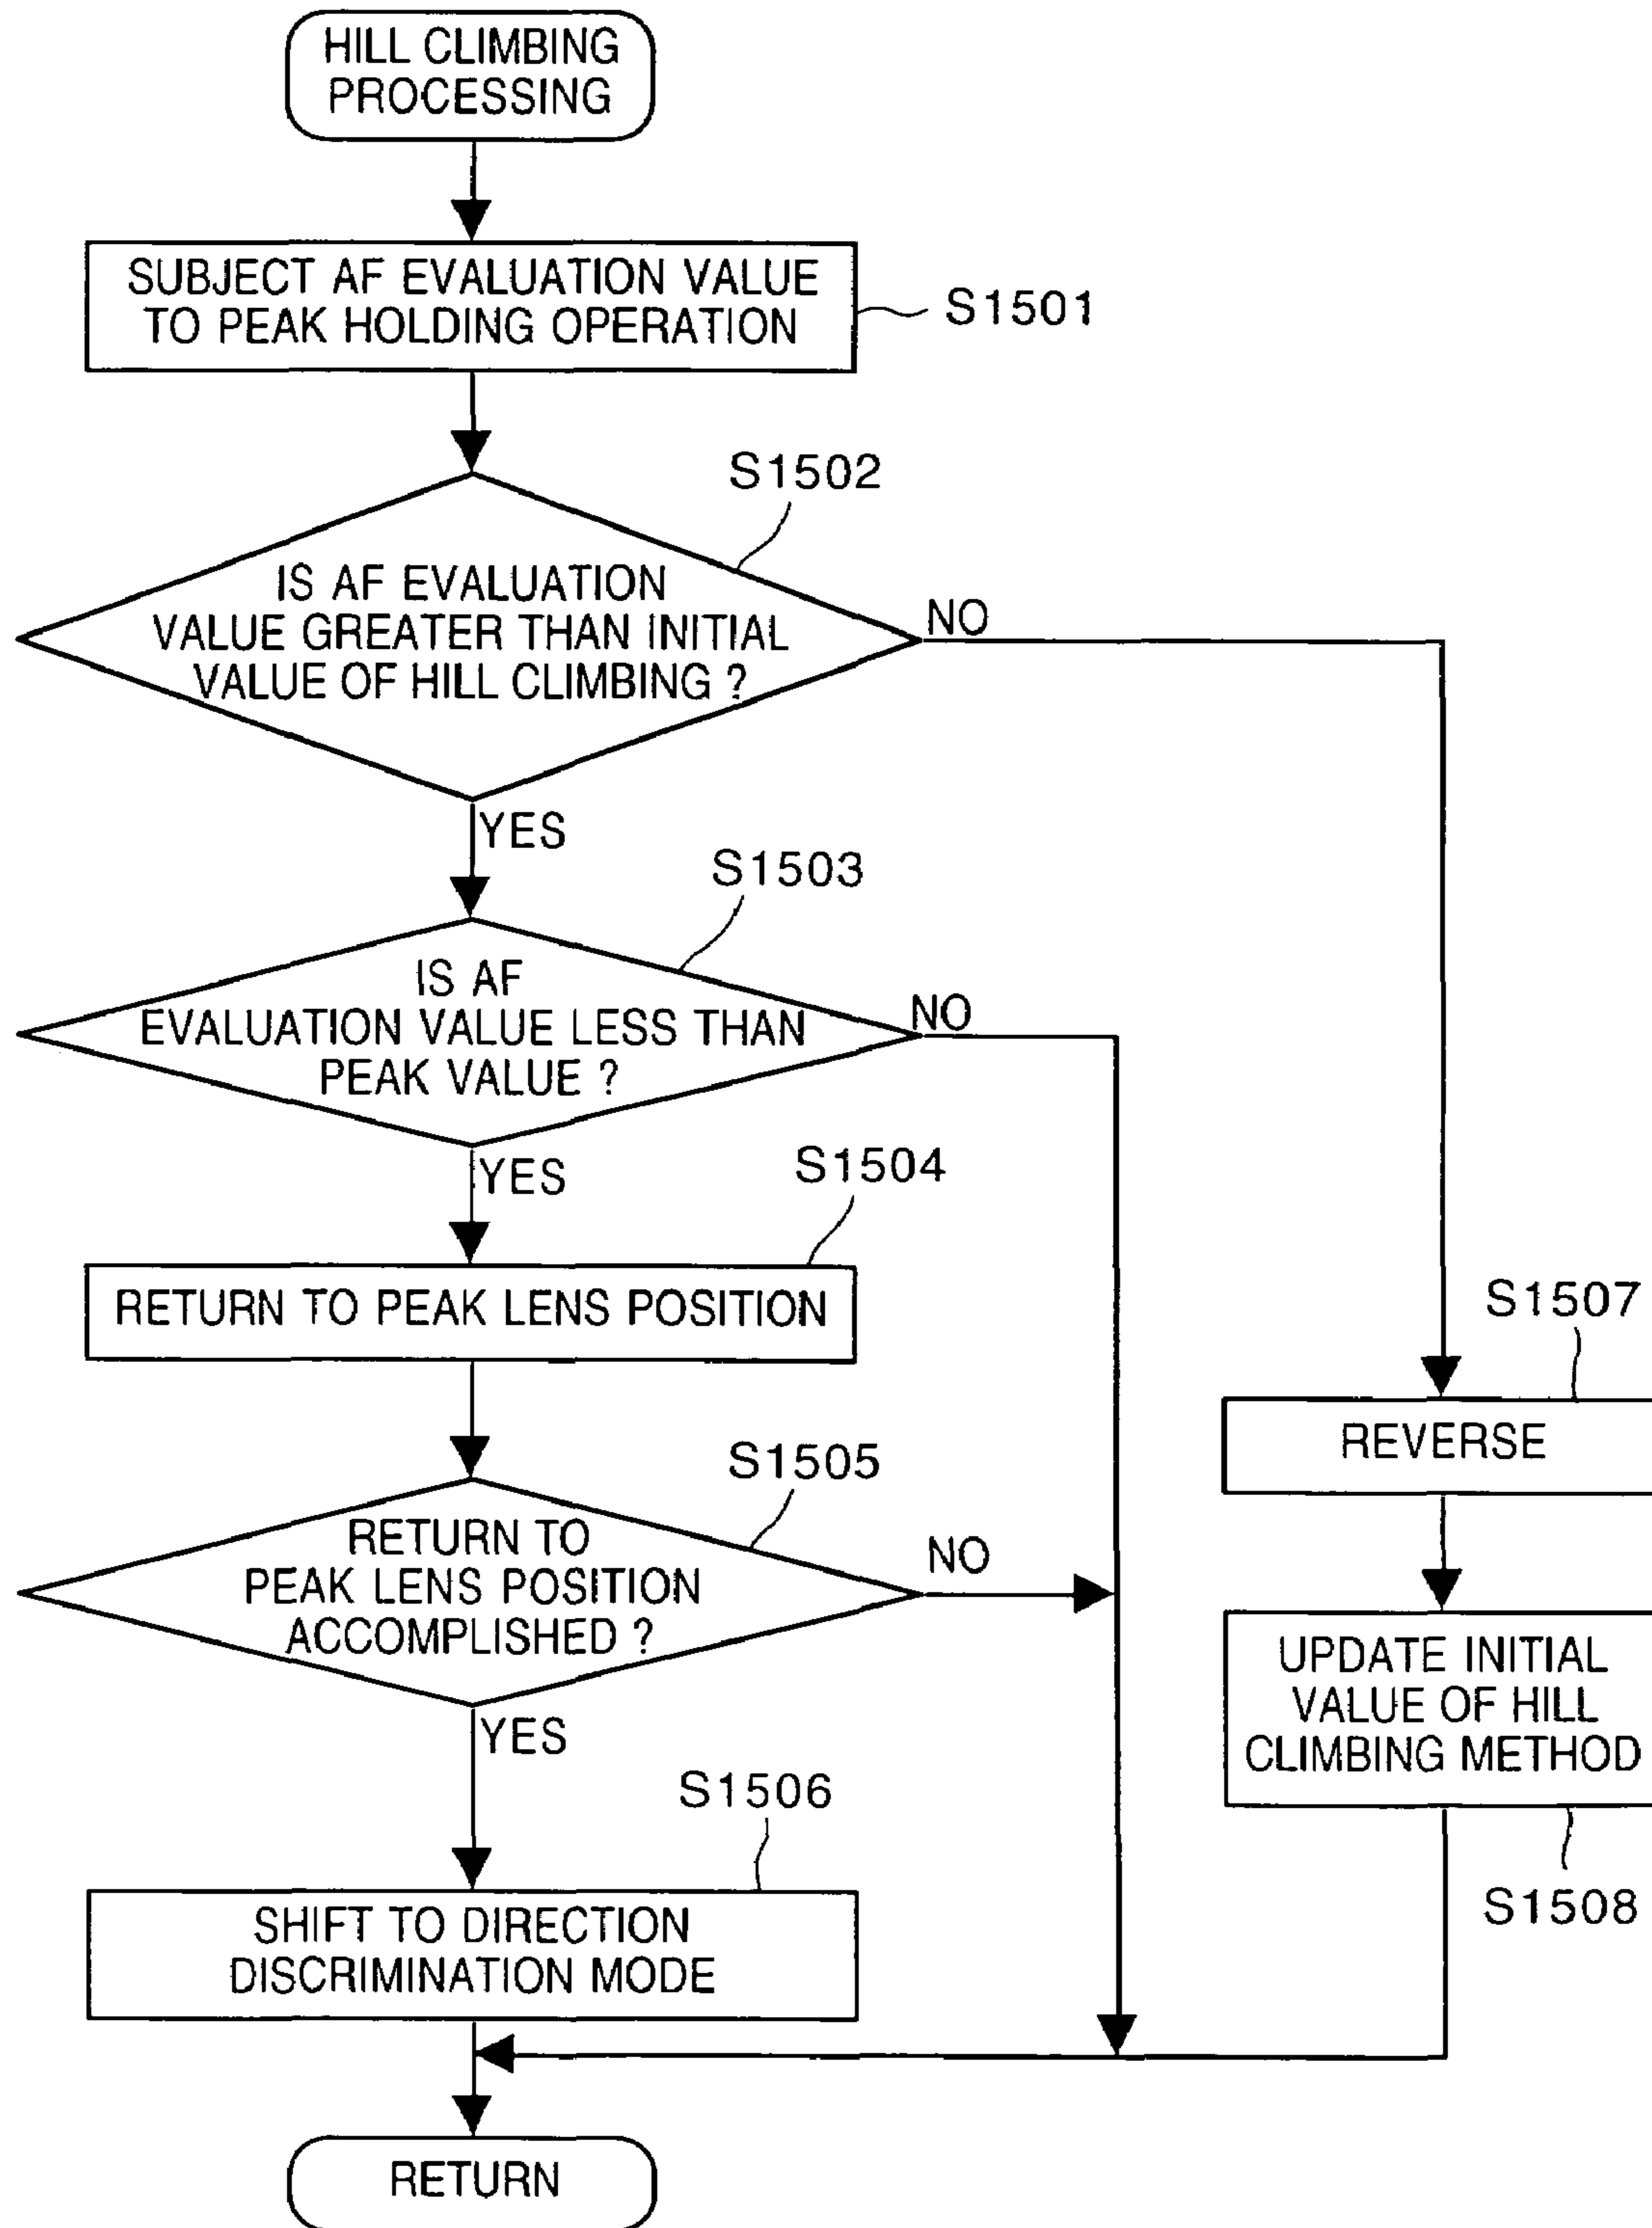 HILL CLIMBING
PROCESSING
SUBJECT AF EVALUATION VALUE
TO PEAK HOLDING OPERATION
S1501
S1502
IS AF EVALUATION
VALUE GREATER THAN INITIAL
VALUE OF HILL CLIMBING ?
NO
YES
S1503
IS AF
EVALUATION VALUE LESS THAN
PEAK VALUE ?
NO
YES
S1504
RETURN TO PEAK LENS POSITION
S1505
RETURN TO
PEAK LENS POSITION
ACCOMPLISHED ?
NO
YES
S1506
SHIFT TO DIRECTION
DISCRIMINATION MODE
S1507
REVERSE
UPDATE INITIAL
VALUE OF HILL
CLIMBING METHOD
S1508
RETURN